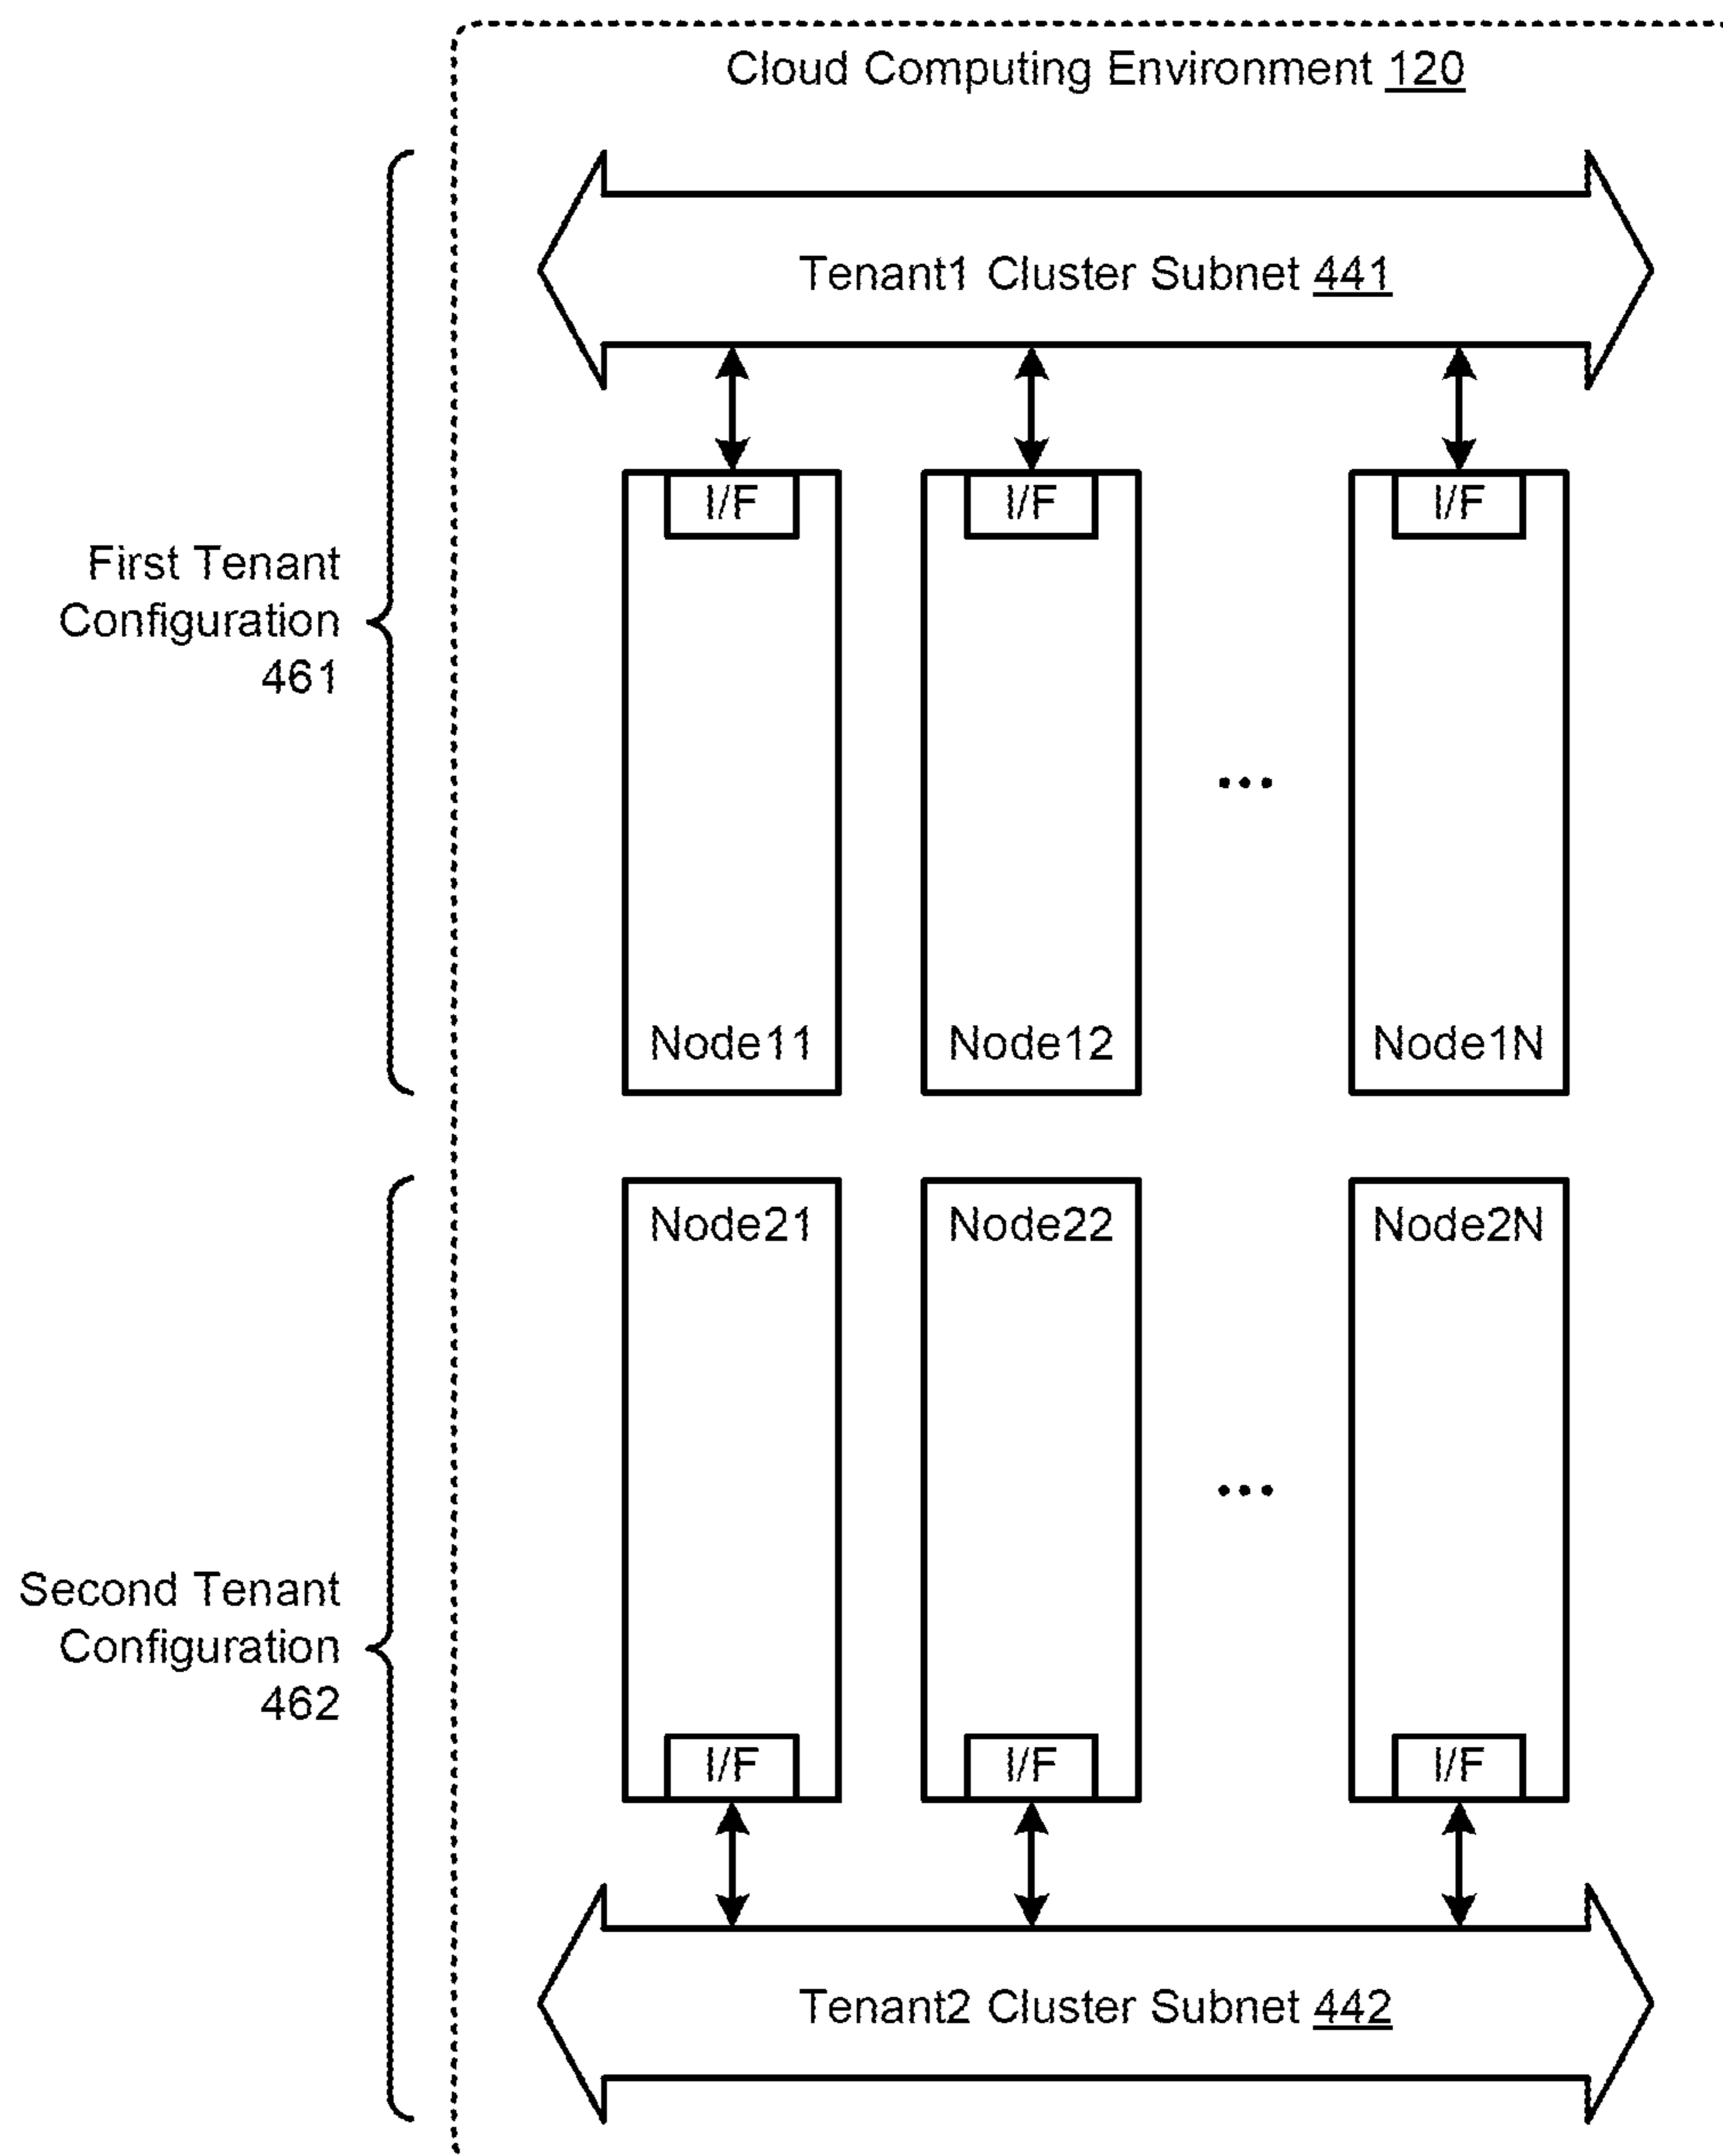 Cloud Computing Environment 120
Tenant1 Cluster Subnet 441
I/F I/F I/F
First Tenant
Configuration
461
...
Node11 Node12 Node1N
Node21 Node22 Node2N
...
Second Tenant
Configuration
462
I/F I/F I/F
Tenant2 Cluster Subnet 442